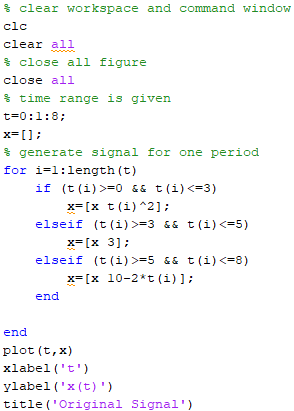 % clear workspace and command window
clc
clear all
% close all figure
close all
% time range is given
t=0:1:8;
x=[];
% generate signal for one period
for i=1:length(t)
    if (t(i)>=0 && t(i)<=3)
        x=[x t(i)^2];
    elseif (t(i)>=3 && t(i)<=5)
        x=[x 3];
    elseif (t(i)>=5 && t(i)<=8)
        x=[x 10-2*t(i)];
    end
end
plot(t,x)
xlabel('t')
ylabel('x(t)')
title('Original Signal')